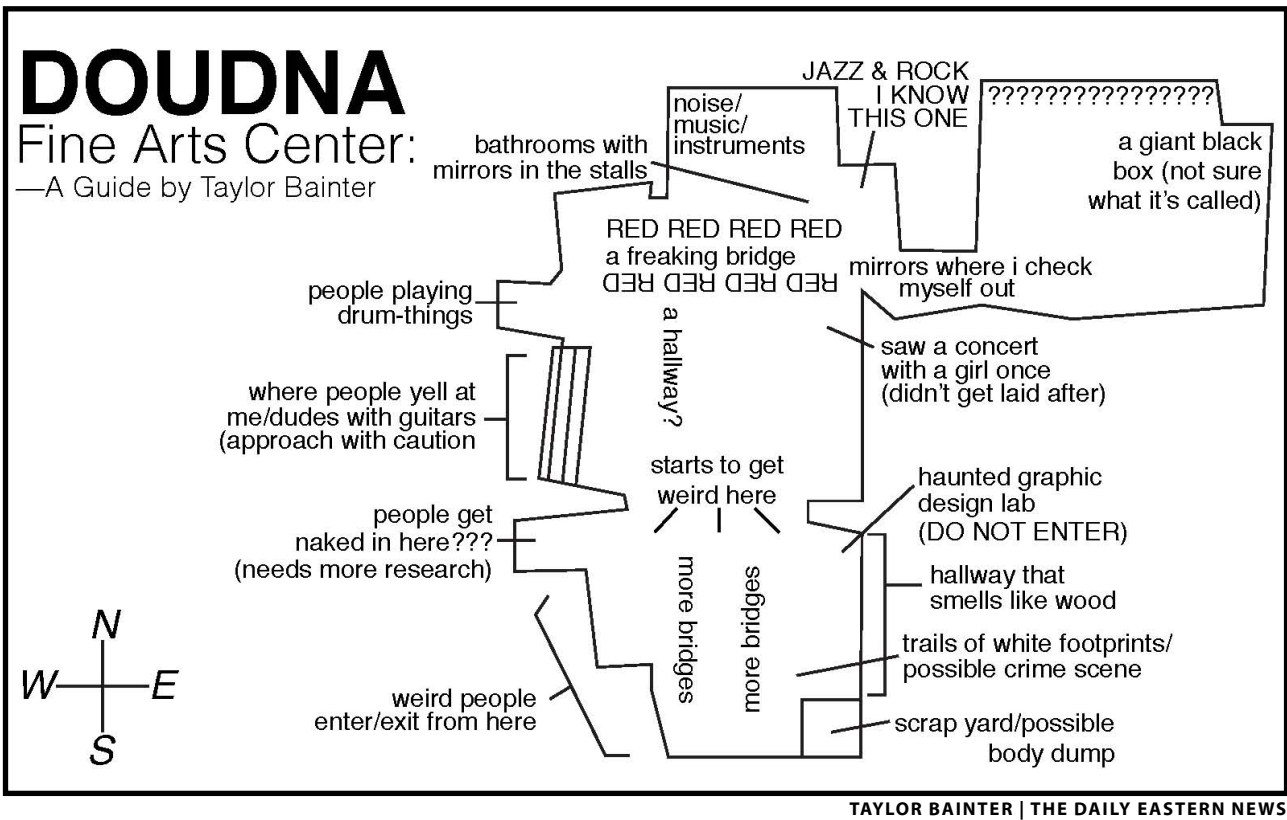 DOUDNA
Fine Arts Center:
—A Guide by Taylor Bainter
JAZZ & ROCK
I KNOW
THIS ONE
????????????????
noise/
music/
instruments
a giant black
box (not sure
what it's called)
bathrooms with
mirrors in the stalls
RED RED RED RED
a freaking bridge
RED RED RED RED
mirrors where i check
myself out
people playing
drum-things
a hallway?
saw a concert
with a girl once
(didn't get laid after)
where people yell at
me/dudes with guitars
(approach with caution
starts to get
weird here
haunted graphic
design lab
(DO NOT ENTER)
people get
naked in here???
(needs more research)
more bridges
more bridges
hallway that
smells like wood
trails of white footprints/
possible crime scene
weird people
enter/exit from here
scrap yard/possible
body dump
N
W
E
S
TAYLOR BAINTER | THE DAILY EASTERN NEWS